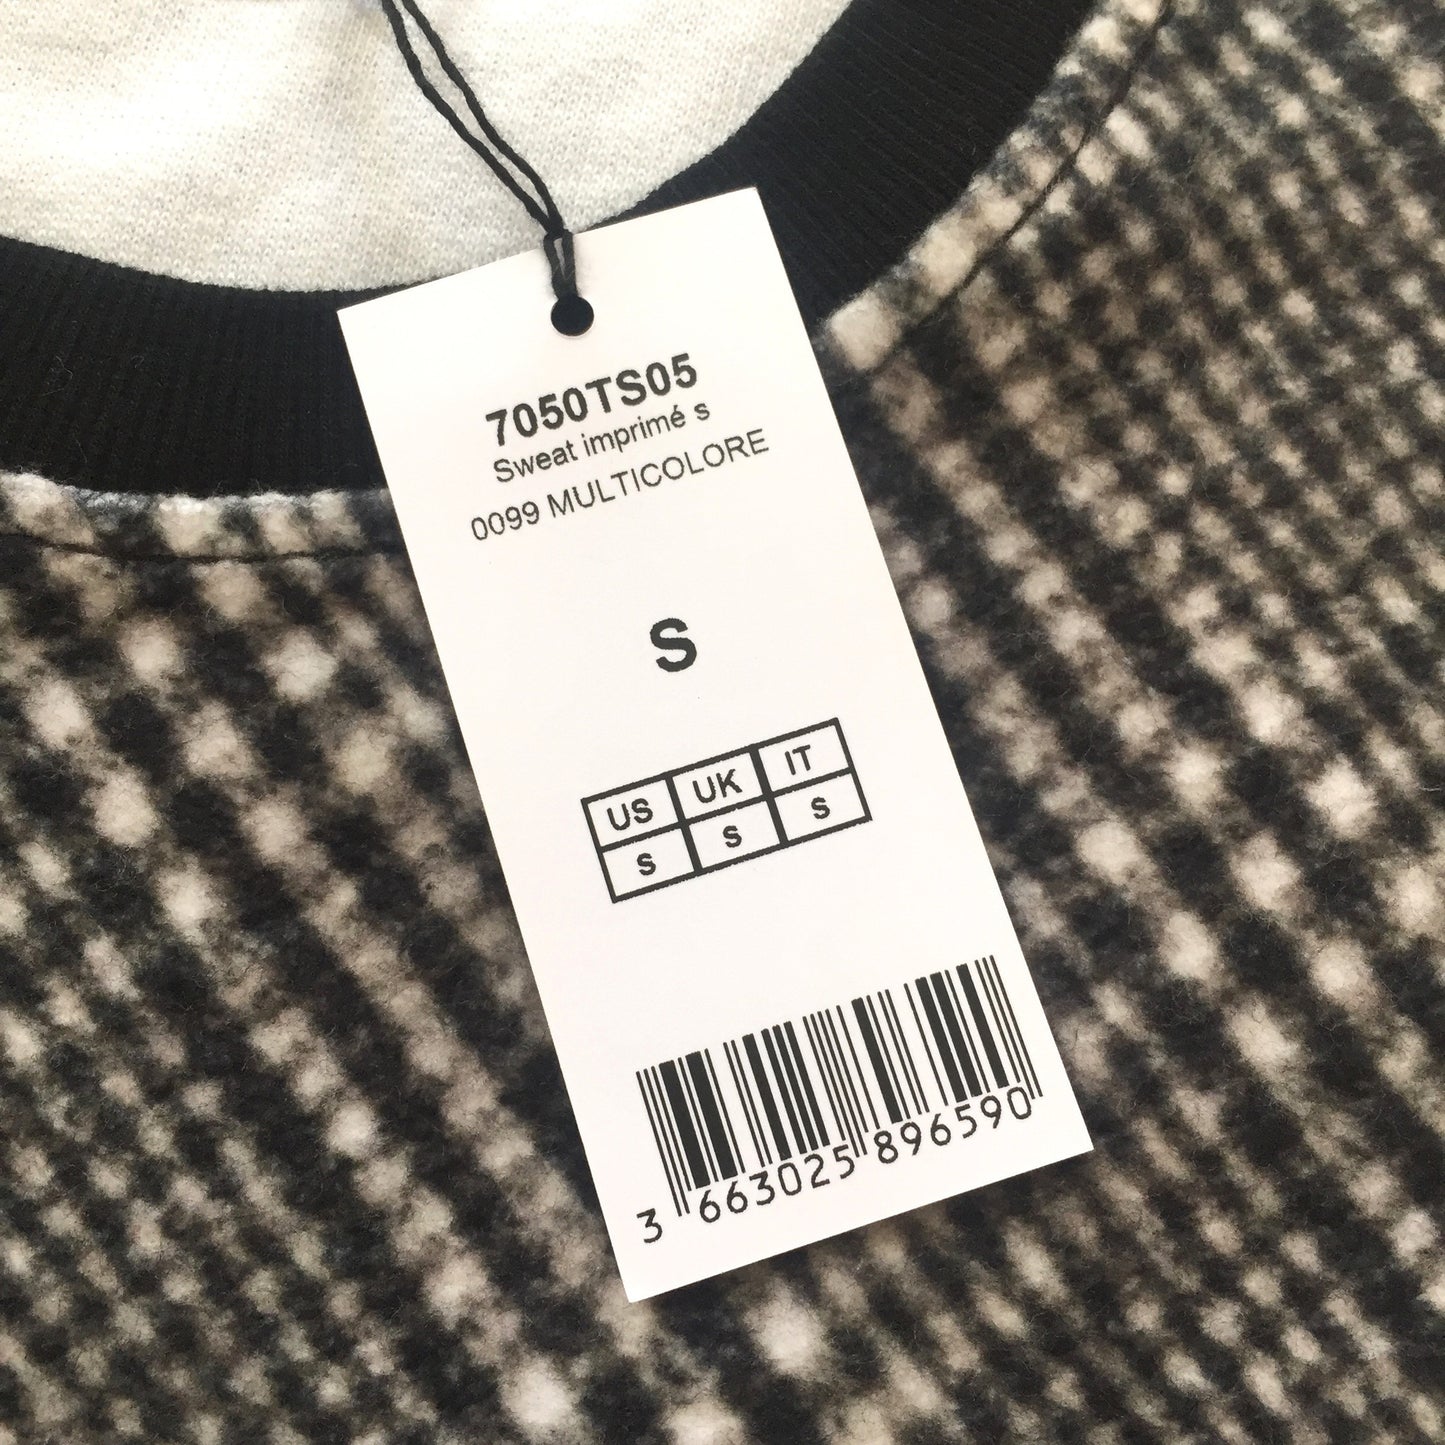 7050TS05
Sweat imprimé s
0099 MULTICOLORE
S
US UK IT
S S S
3 663025 896590